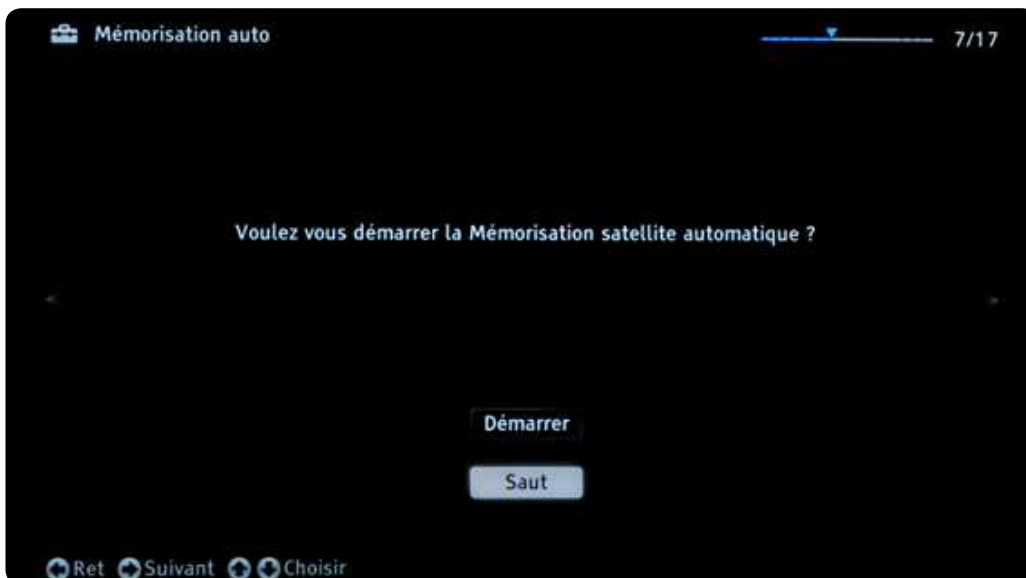 Mémorisation auto
7/17
Voulez vous démarrer la Mémorisation satellite automatique ?
Démarrer
Saut
Ret Suivant Choisir